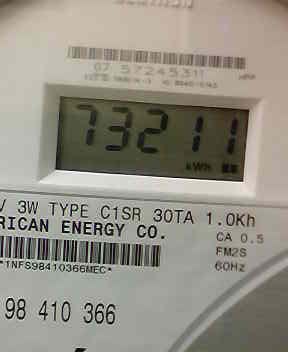 07 57245311
73211
kWh
V 3W TYPE C1SR 30TA 1.0Kh
RICAN ENERGY CO. CA 0.5
FM2S
*1NFS98410366MEC* 60Hz
98 410 366